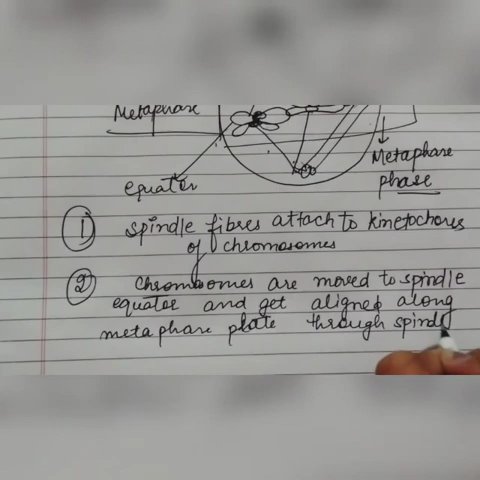 Metaphase
Metaphase
phase
equator
1 Spindle fibres attach to kinetochores
of chromosomes
2 Chromosomes are moved to spindle
equator and get aligned along
metaphase plate through spindl